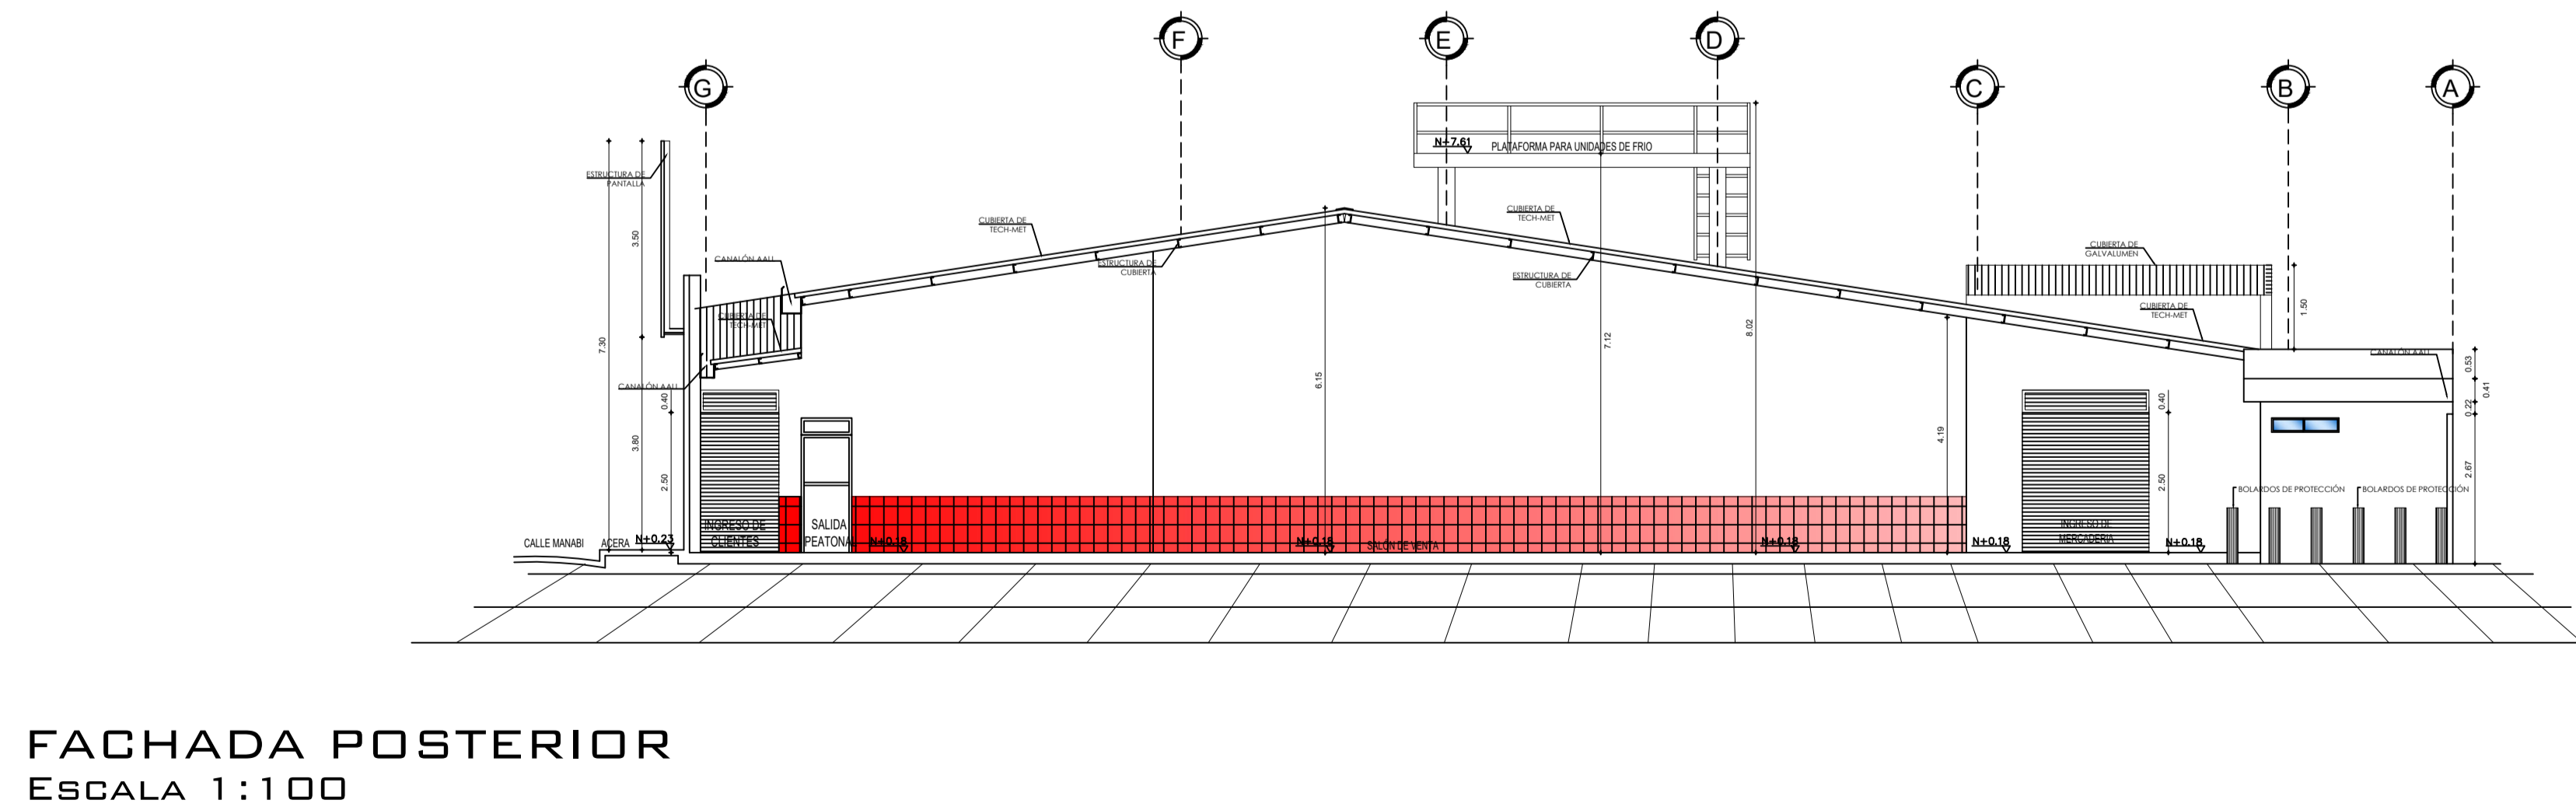 F
E
D
G
C
B
A
N+7.61
PLATAFORMA PARA UNIDADES DE FRIO
ESTRUCTURA DE
PANTALLA
3.50
7.30
CUBIERTA DE
TECH-MET
CUBIERTA DE
TECH-MET
CUBIERTA DE
GALVALUMEN
CANALÓN AALL
ESTRUCTURA DE
CUBIERTA
ESTRUCTURA DE
CUBIERTA
CUBIERTA DE
TECH-MET
CUBIERTA DE
TECH-MET
1.50
CANALÓN AALL
CANALÓN AALL
0.53
0.41
0.22
2.67
6.15
7.12
8.02
4.19
0.40
2.50
3.80
0.40
2.50
BOLARDOS DE PROTECCIÓN
BOLARDOS DE PROTECCIÓN
INGRESO DE
CLIENTES
SALIDA
PEATONAL
INGRESO DE
MERCADERIA
CALLE MANABI
ACERA
N+0.23
N+0.18
N+0.18
SALÓN DE VENTA
N+0.18
N+0.18
N+0.18
FACHADA POSTERIOR
ESCALA 1:100